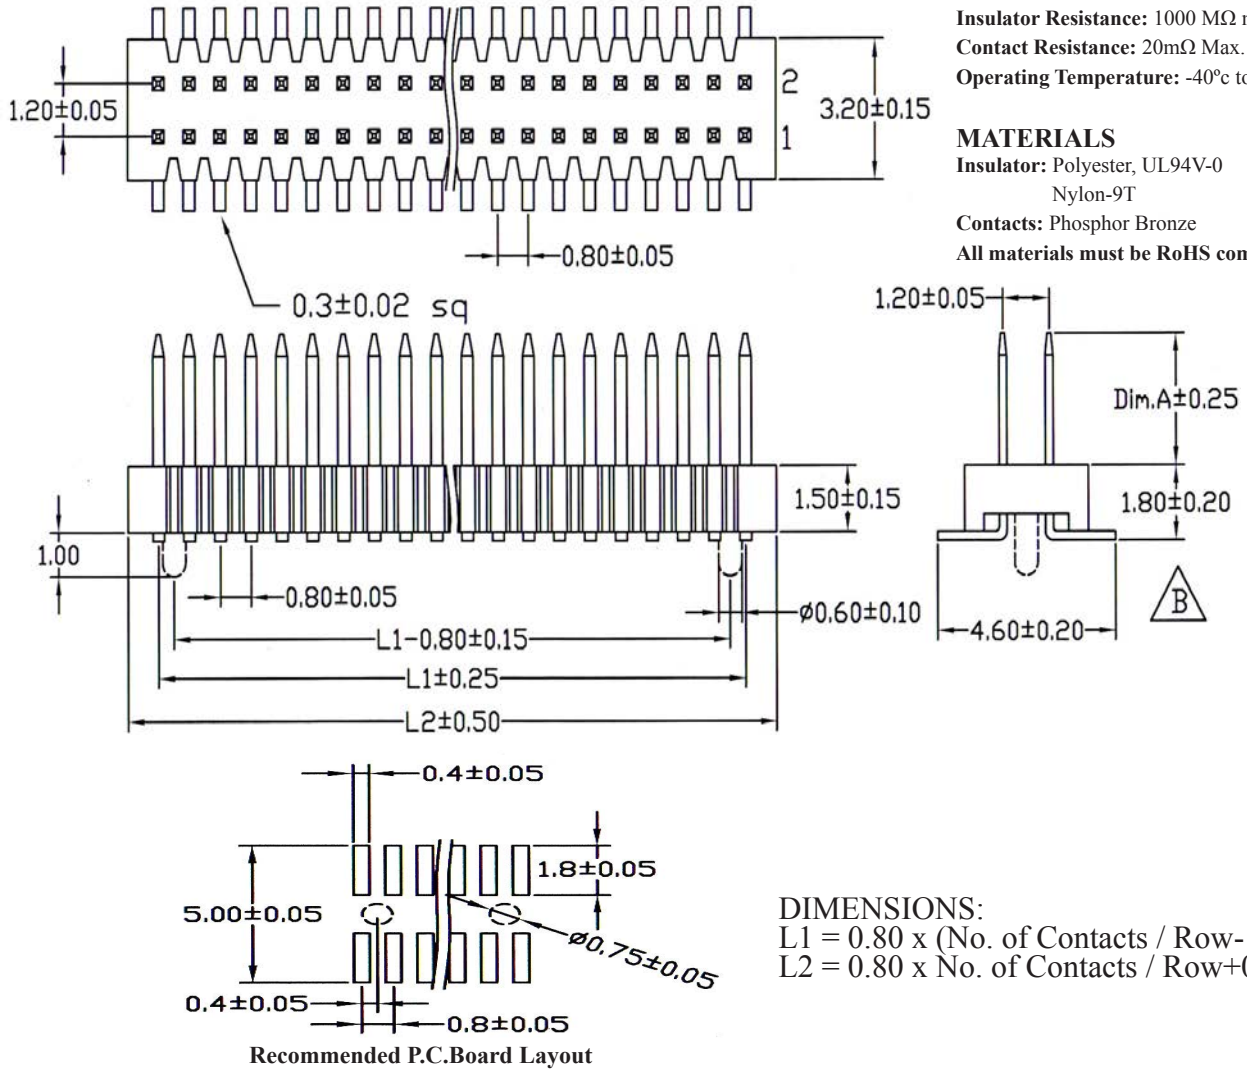 Insulator Resistance: 1000 MΩ
Contact Resistance: 20mΩ Max.
Operating Temperature: -40ºc to
2
1.20±0.05
3.20±0.15
1
MATERIALS
Insulator: Polyester, UL94V-0
Nylon-9T
Contacts: Phosphor Bronze
All materials must be RoHS
0.80±0.05
0.3±0.02 sq
1.20±0.05
Dim.A±0.25
1.50±0.15
1.80±0.20
1.00
0.80±0.05
ø0.60±0.10
B
L1-0.80±0.15
4.60±0.20
L1±0.25
L2±0.50
0.4±0.05
1.8±0.05
5.00±0.05
ø0.75±0.05
DIMENSIONS:
L1 = 0.80 x (No. of Contacts / Row-
L2 = 0.80 x No. of Contacts / Row+
0.4±0.05
0.8±0.05
Recommended P.C.Board Layout